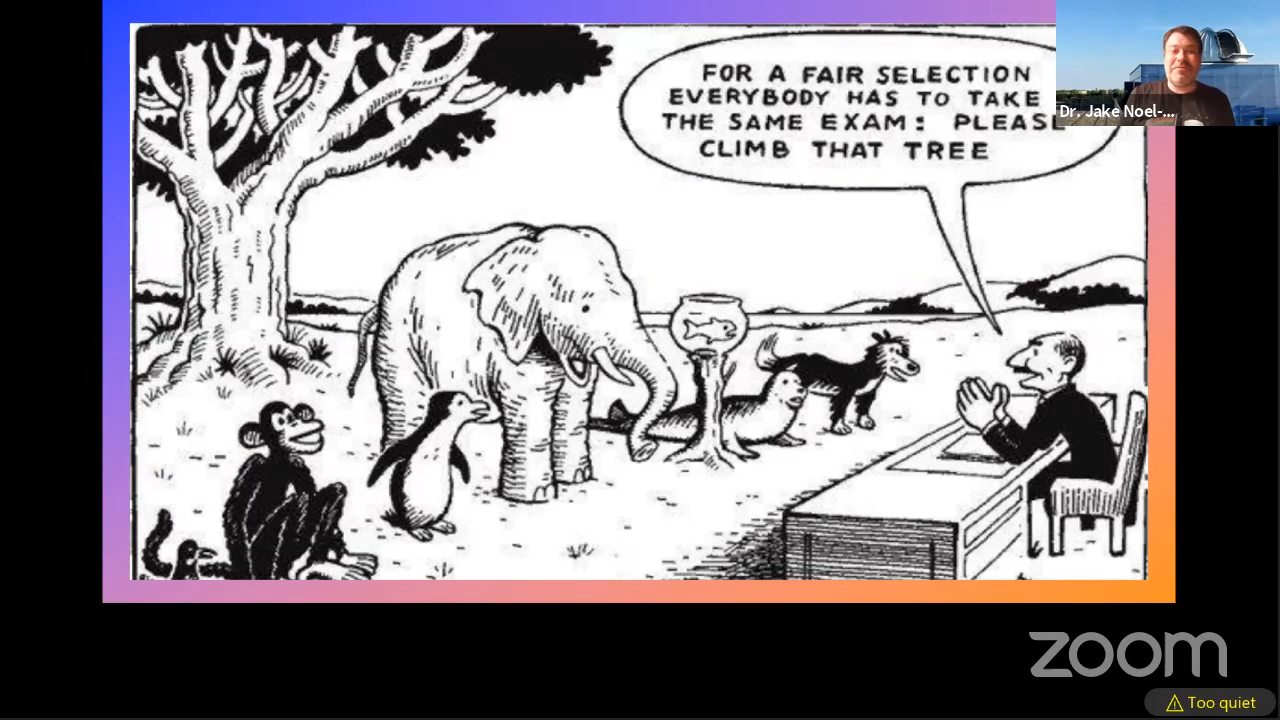 FOR A FAIR SELECTION
EVERYBODY HAS TO TAKE
THE SAME EXAM: PLEASE
CLIMB THAT TREE
Dr. Jake Noel-...
zoom
Too quiet